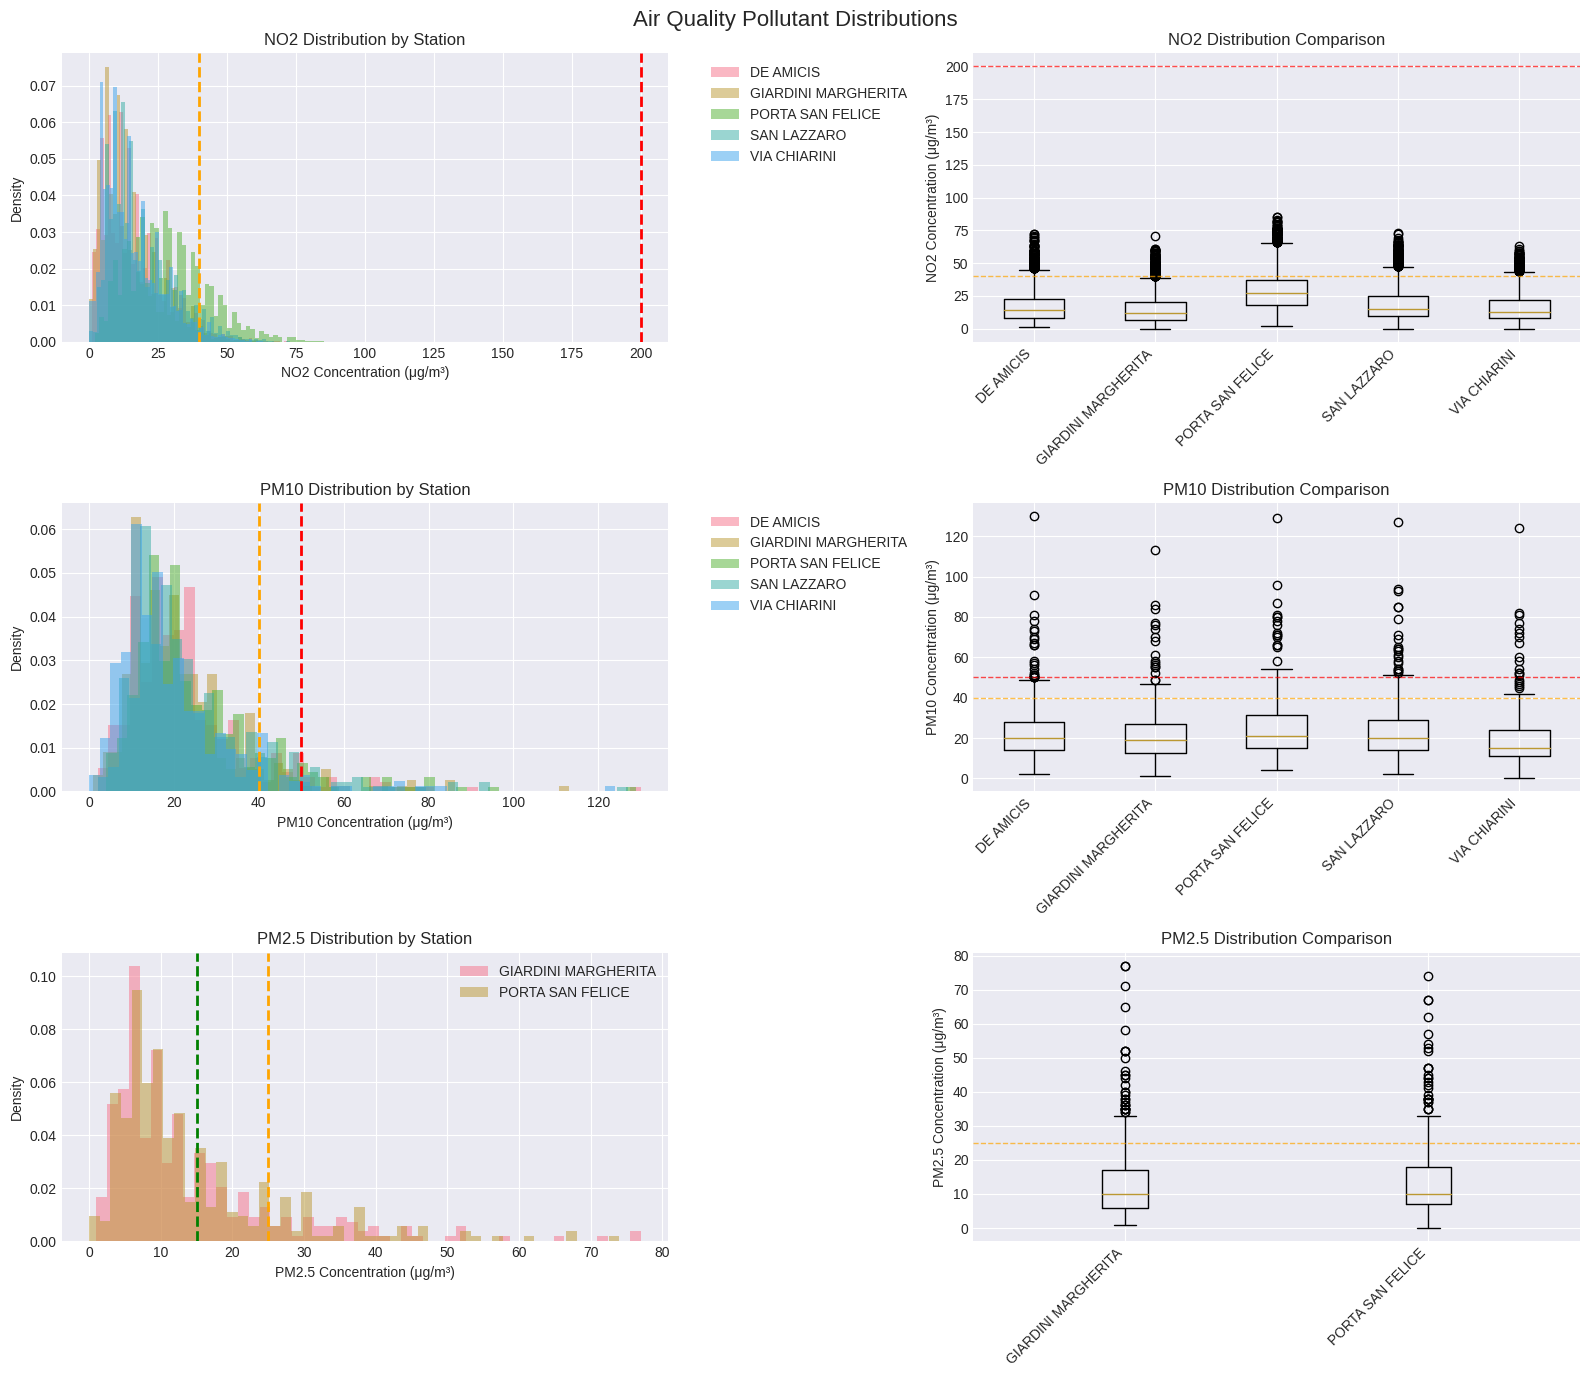 Air Quality Pollutant Distributions
NO2 Distribution by Station
0.07
0.06
0.05
0.04
0.03
0.02
0.01
0.00
Density
0 25 50 75 100 125 150 175 200
NO2 Concentration (μg/m³)
DE AMICIS
GIARDINI MARGHERITA
PORTA SAN FELICE
SAN LAZZARO
VIA CHIARINI
NO2 Distribution Comparison
200
175
150
125
100
75
50
25
0
NO2 Concentration (μg/m³)
DE AMICIS
GIARDINI MARGHERITA
PORTA SAN FELICE
SAN LAZZARO
VIA CHIARINI
PM10 Distribution by Station
0.06
0.05
0.04
0.03
0.02
0.01
0.00
Density
0 20 40 60 80 100 120
PM10 Concentration (μg/m³)
DE AMICIS
GIARDINI MARGHERITA
PORTA SAN FELICE
SAN LAZZARO
VIA CHIARINI
PM10 Distribution Comparison
120
100
80
60
40
20
0
PM10 Concentration (μg/m³)
DE AMICIS
GIARDINI MARGHERITA
PORTA SAN FELICE
SAN LAZZARO
VIA CHIARINI
PM2.5 Distribution by Station
0.10
0.08
0.06
0.04
0.02
0.00
Density
0 10 20 30 40 50 60 70 80
PM2.5 Concentration (μg/m³)
GIARDINI MARGHERITA
PORTA SAN FELICE
PM2.5 Distribution Comparison
80
70
60
50
40
30
20
10
0
PM2.5 Concentration (μg/m³)
GIARDINI MARGHERITA
PORTA SAN FELICE